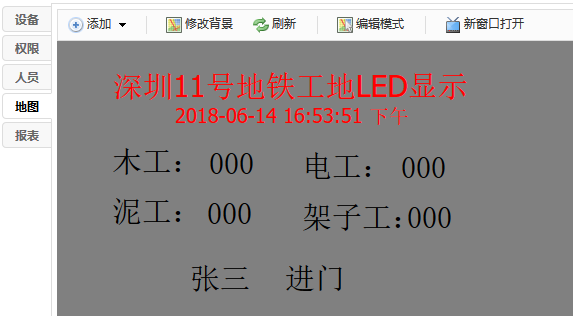 设备
权限
人员
地图
报表
添加 修改背景 刷新 编辑模式 新窗口打开
深圳11号地铁工地LED显示
2018-06-14 16:53:51 下午
木工： 000 电工： 000
泥工： 000 架子工：000
张三 进门